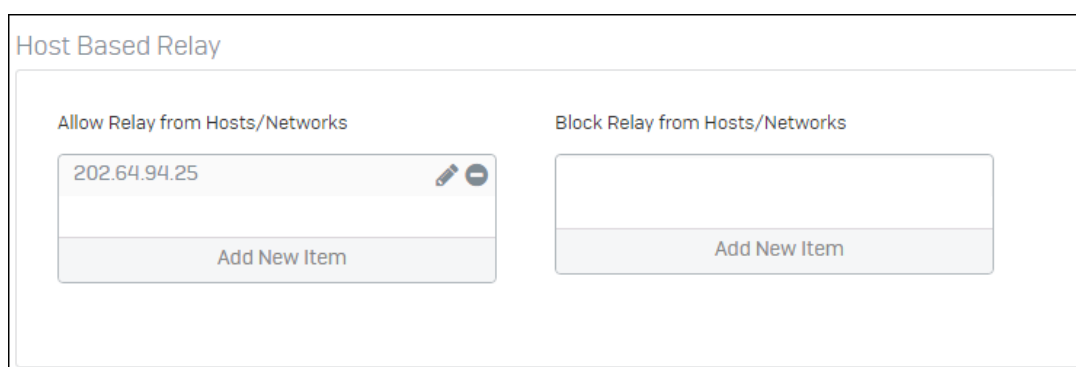 Host Based Relay
Allow Relay from Hosts/Networks
Block Relay from Hosts/Networks
202.64.94.25
Add New Item
Add New Item